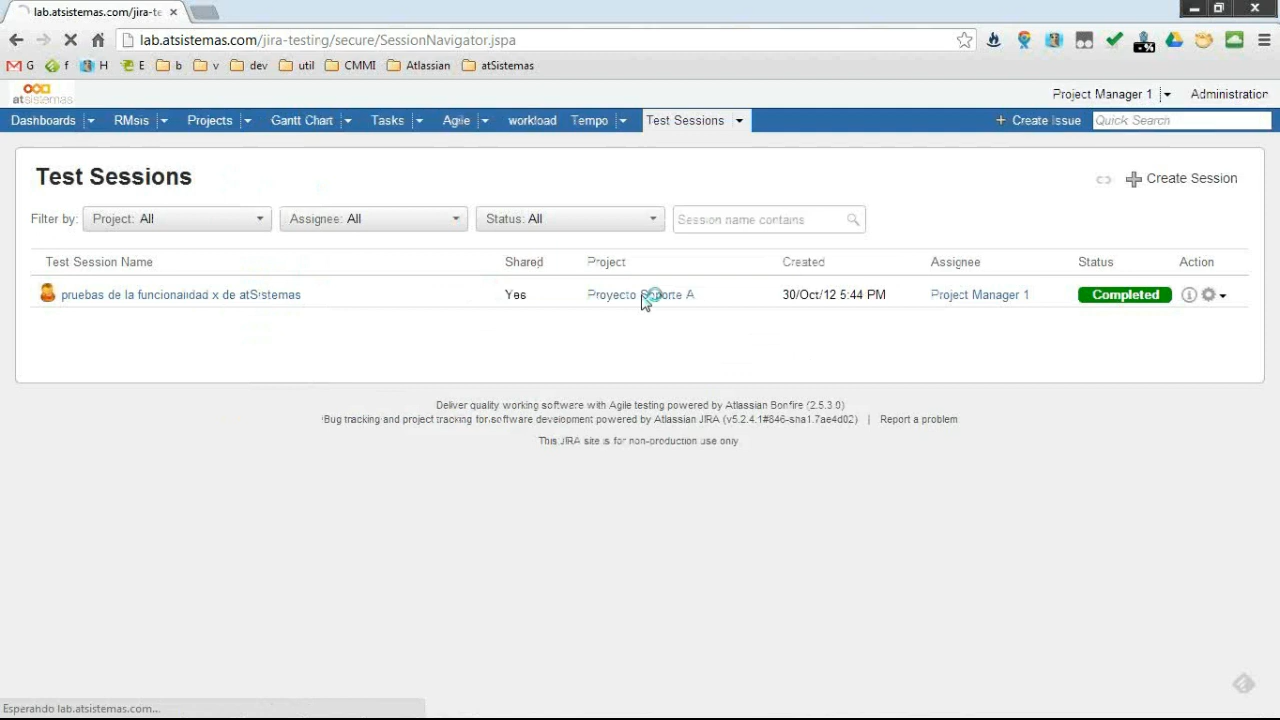 lab.atsistemas.com/jira-te
lab.atsistemas.com/jira-testing/secure/SessionNavigator.jspa
G f H E b v dev util CMMI Atlassian atSistemas
atsistemas
Project Manager 1 Administration
Dashboards RMsis Projects Gantt Chart Tasks Agile workload Tempo Test Sessions + Create Issue Quick Search
Test Sessions
Create Session
Filter by: Project: All Assignee: All Status: All Session name contains
Test Session Name Shared Project Created Assignee Status Action
pruebas de la funcionalidad x de atSistemas Yes Proyecto Soporte A 30/Oct/12 5:44 PM Project Manager 1 Completed
Deliver quality working software with Agile testing powered by Atlassian Bonfire (2.5.3.0)
Bug tracking and project tracking for software development powered by Atlassian JIRA (v5.2.4.1#846-sha1:7ae4d02) | Report a problem
This JIRA site is for non-production use only.
Esperando lab.atsistemas.com...